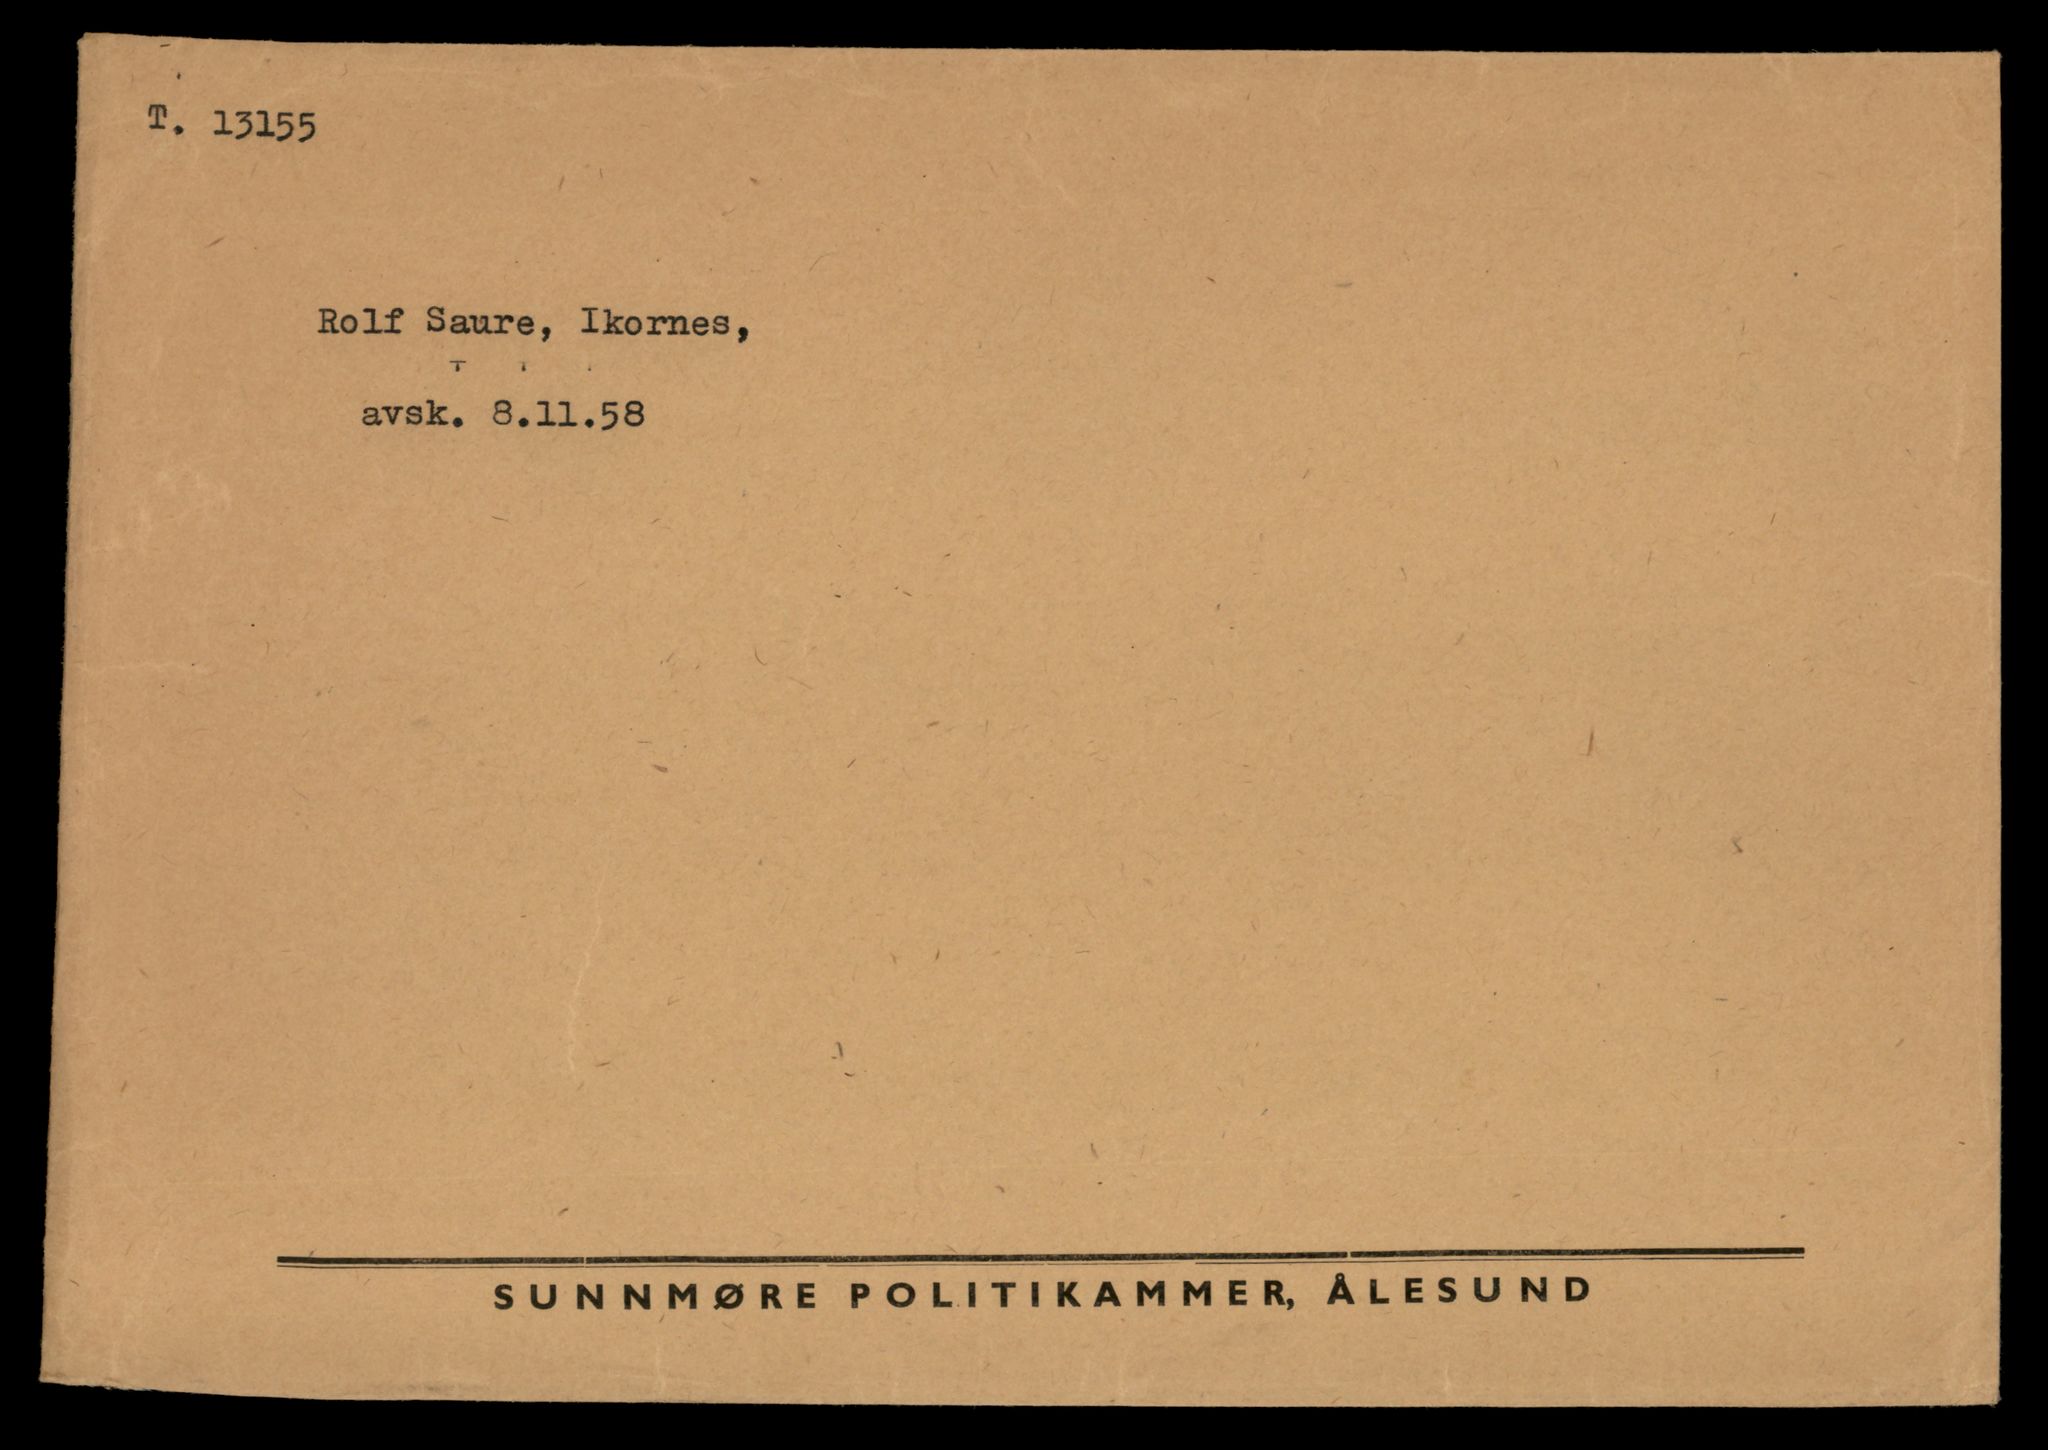 T. 13155
Rolf Saure, Ikornes,
avsk. 8.11.58
SUNNMØRE POLITIKAMMER, ÅLESUND